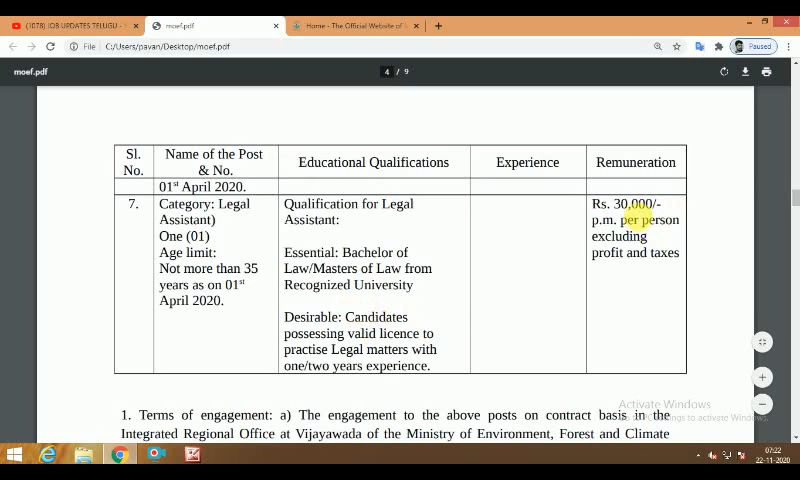 (1078) JOB UPDATES TELUGU -
moef.pdf
Home - The Official Website of
File C:/Users/pavan/Desktop/moef.pdf
Paused
moef.pdf
4 / 9
Sl. No.
Name of the Post & No.
Educational Qualifications
Experience
Remuneration
01st April 2020.
7.
Category: Legal
Assistant)
One (01)
Age limit:
Not more than 35
years as on 01st
April 2020.
Qualification for Legal
Assistant:
Essential: Bachelor of
Law/Masters of Law from
Recognized University
Desirable: Candidates
possessing valid licence to
practise Legal matters with
one/two years experience.
Rs. 30,000/-
p.m. per person
excluding
profit and taxes
Activate Windows
to activate Windows.
1. Terms of engagement: a) The engagement to the above posts on contract basis in the
Integrated Regional Office at Vijayawada of the Ministry of Environment, Forest and Climate
07:22
22-11-2020